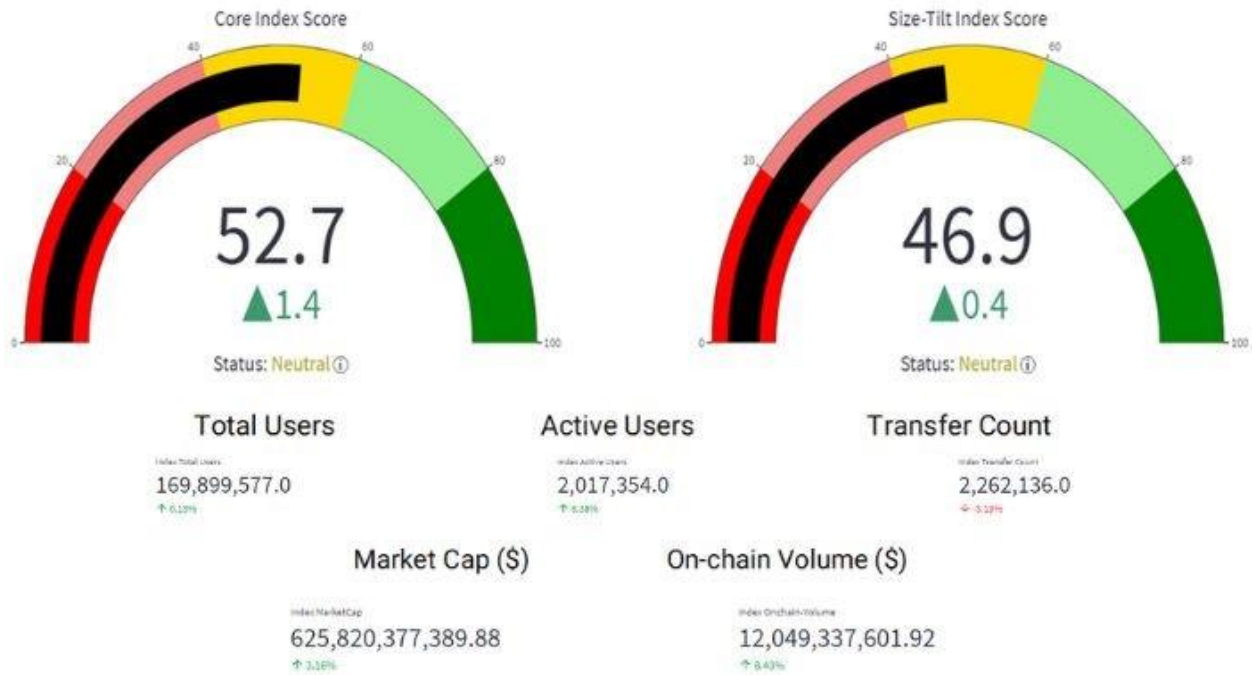 Core Index Score
Size-Tilt Index Score
40
60
40
60
20
80
20
80
52.7
46.9
▲1.4
▲0.4
0
100
0
100
Status: Neutral ⓘ
Status: Neutral ⓘ
Total Users
Active Users
Transfer Count
Index Total Users
Index Active Users
Index Transfer Count
169,899,577.0
2,017,354.0
2,262,136.0
Market Cap ($)
On-chain Volume ($)
Index MarketCap
Index Onchain-Volume
625,820,377,389.88
12,049,337,601.92